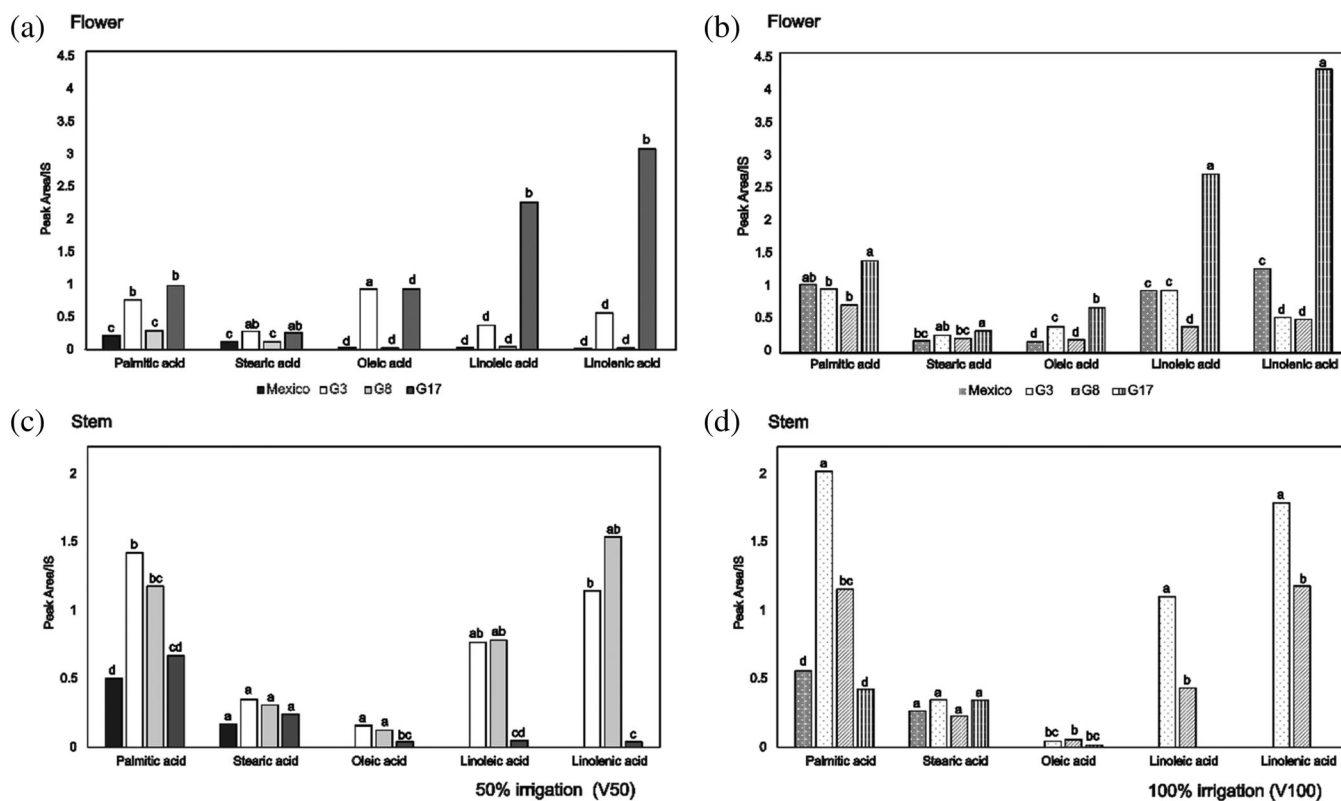 (a) Flower
4.5
4
3.5
3
2.5
2
1.5
1
0.5
0
Peak Area/IS
c b c b
c ab c ab
d a d d
d d d b
d d d b
Palmitic acid Stearic acid Oleic acid Linoleic acid Linolenic acid
Mexico G3 G8 G17
(b) Flower
4.5
4
3.5
3
2.5
2
1.5
1
0.5
0
Peak Area/IS
ab b b a
bc ab bc a
d c d b
c c d a
c d d a
Palmitic acid Stearic acid Oleic acid Linoleic acid Linolenic acid
Mexico G3 G8 G17
(c) Stem
2
1.5
1
0.5
0
Peak Area/IS
d b bc cd
a a a a
a a bc
ab ab cd
b ab c
Palmitic acid Stearic acid Oleic acid Linoleic acid Linolenic acid
50% irrigation (V50)
(d) Stem
2
1.5
1
0.5
0
Peak Area/IS
d a bc d
a a a a
bc b bc
a b
a b
Palmitic acid Stearic acid Oleic acid Linoleic acid Linolenic acid
100% irrigation (V100)